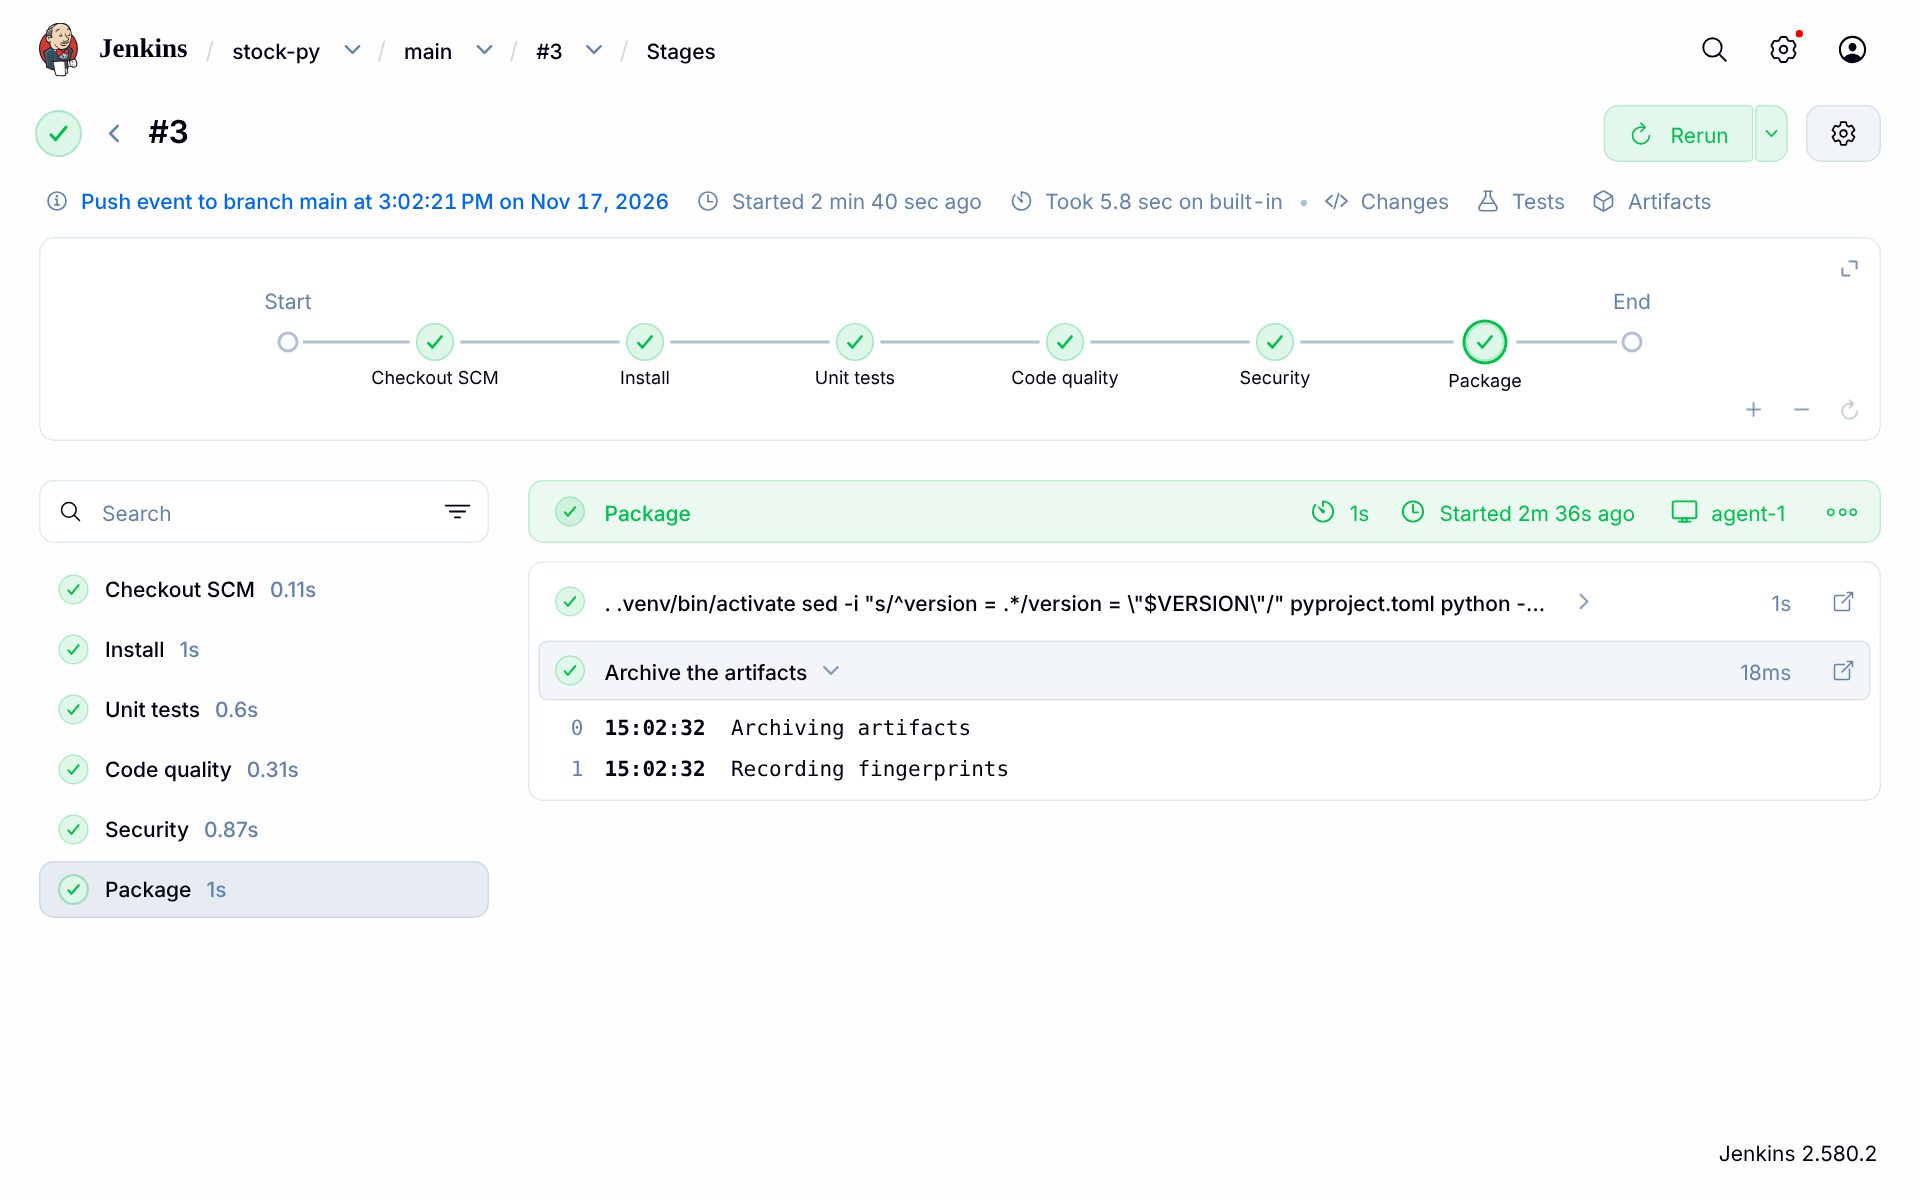 Jenkins / stock-py / main / #3 / Stages
#3
Rerun
Push event to branch main at 3:02:21 PM on Nov 17, 2026 Started 2 min 40 sec ago Took 5.8 sec on built-in • Changes Tests Artifacts
Start End
Checkout SCM Install Unit tests Code quality Security Package
Search
Checkout SCM 0.11s
Install 1s
Unit tests 0.6s
Code quality 0.31s
Security 0.87s
Package 1s
Package 1s Started 2m 36s ago agent-1
. .venv/bin/activate sed -i "s/^version = .*/version = \"$VERSION\"/" pyproject.toml python -... 1s
Archive the artifacts 18ms
0 15:02:32 Archiving artifacts
1 15:02:32 Recording fingerprints
Jenkins 2.580.2